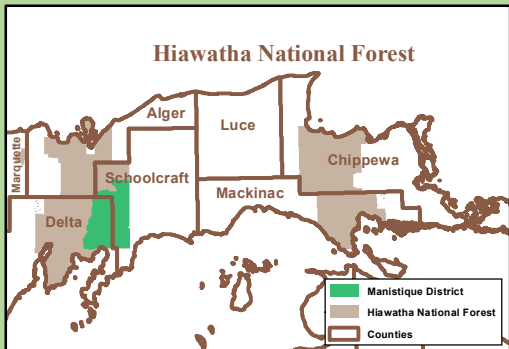 Hiawatha National Forest
Alger
Luce
Marquette
Chippewa
Schoolcraft
Mackinac
Delta
Manistique District
Hiawatha National Forest
Counties